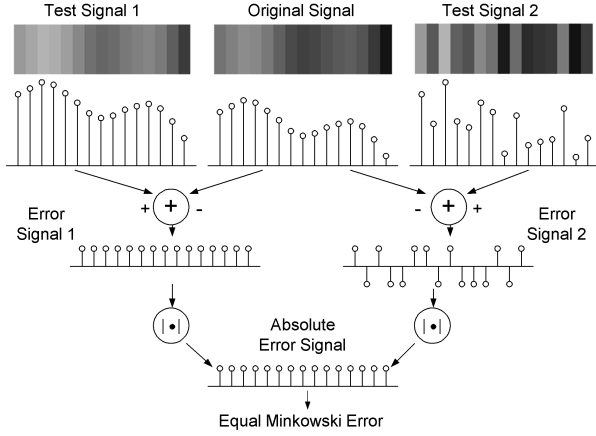 Test Signal 1
Original Signal
Test Signal 2
+ + -
- + +
Error
Signal 1
Error
Signal 2
|•|
|•|
Absolute
Error Signal
Equal Minkowski Error